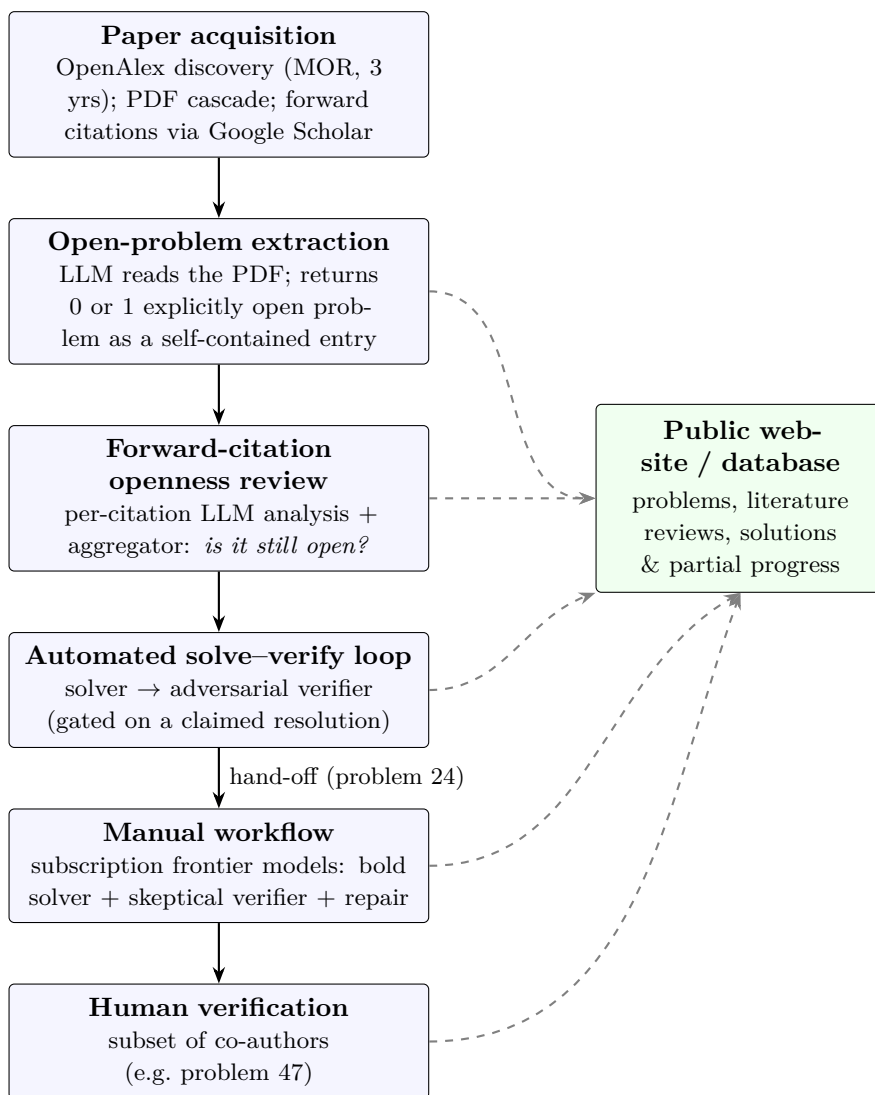 Paper acquisition
OpenAlex discovery (MOR, 3
yrs); PDF cascade; forward
citations via Google Scholar
Open-problem extraction
LLM reads the PDF; returns
0 or 1 explicitly open prob-
lem as a self-contained entry
Forward-citation
openness review
per-citation LLM analysis +
aggregator: is it still open?
Public web-
site / database
problems, literature
reviews, solutions
& partial progress
Automated solve–verify loop
solver → adversarial verifier
(gated on a claimed resolution)
hand-off (problem 24)
Manual workflow
subscription frontier models: bold
solver + skeptical verifier + repair
Human verification
subset of co-authors
(e.g. problem 47)